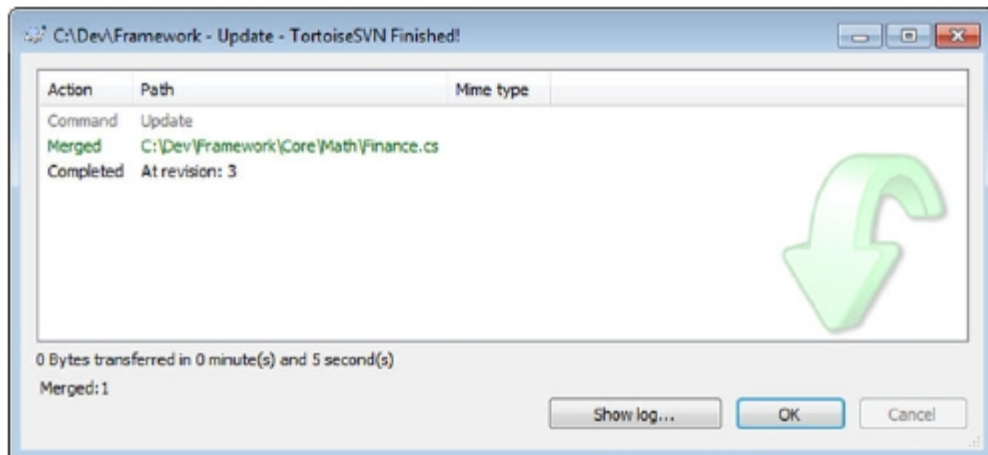 C:\Dev\Framework - Update - TortoiseSVN Finished!
Action Path Mime type
Command Update
Merged C:\Dev\Framework\Core\Math\Finance.cs
Completed At revision: 3
0 Bytes transferred in 0 minute(s) and 5 second(s)
Merged:1
Show log... OK Cancel